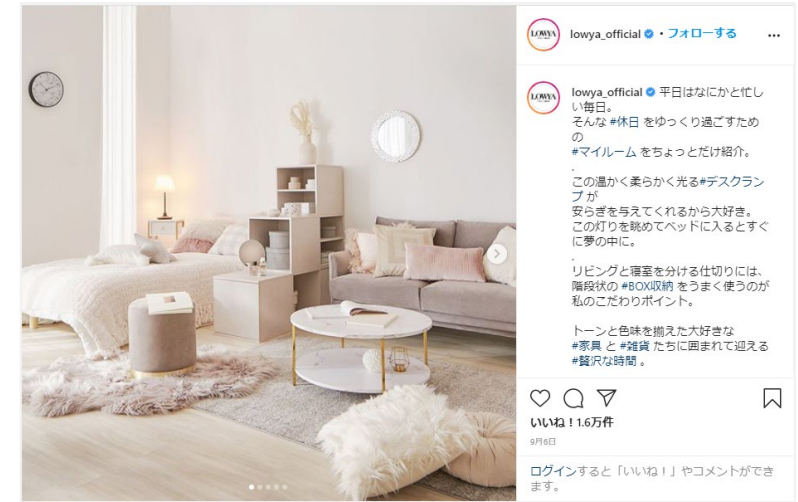 LOWYA
lowya_official ・ フォローする
LOWYA
lowya_official 平日はなにかと忙し
い毎日。
そんな #休日 をゆっくり過ごすため
の
#マイルーム をちょっとだけ紹介。
.
この温かく柔らかく光る#デスクラン
プ が
安らぎを与えてくれるから大好き。
この灯りを眺めてベッドに入るとすぐ
に夢の中に。
.
リビングと寝室を分ける仕切りには、
階段状の #BOX収納 をうまく使うのが
私のこだわりポイント。
トーンと色味を揃えた大好きな
#家具 と #雑貨 たちに囲まれて迎える
#贅沢な時間 。
いいね！1.6万件
9月6日
ログインすると「いいね！」やコメントができ
ます。